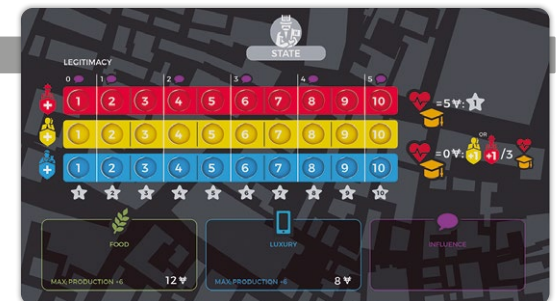 STATE
LEGITIMACY
0 1 2 3 4 5
1 2 3 4 5 6 7 8 9 10
=5¥: 1
1 2 3 4 5 6 7 8 9 10
OR
=0¥: +1 +1 /3
1 2 3 4 5 6 7 8 9 10
1 2 3 4 5 6 7 8 9 10
FOOD
LUXURY
INFLUENCE
MAX. PRODUCTION ÷6 12¥
MAX. PRODUCTION ÷6 8¥